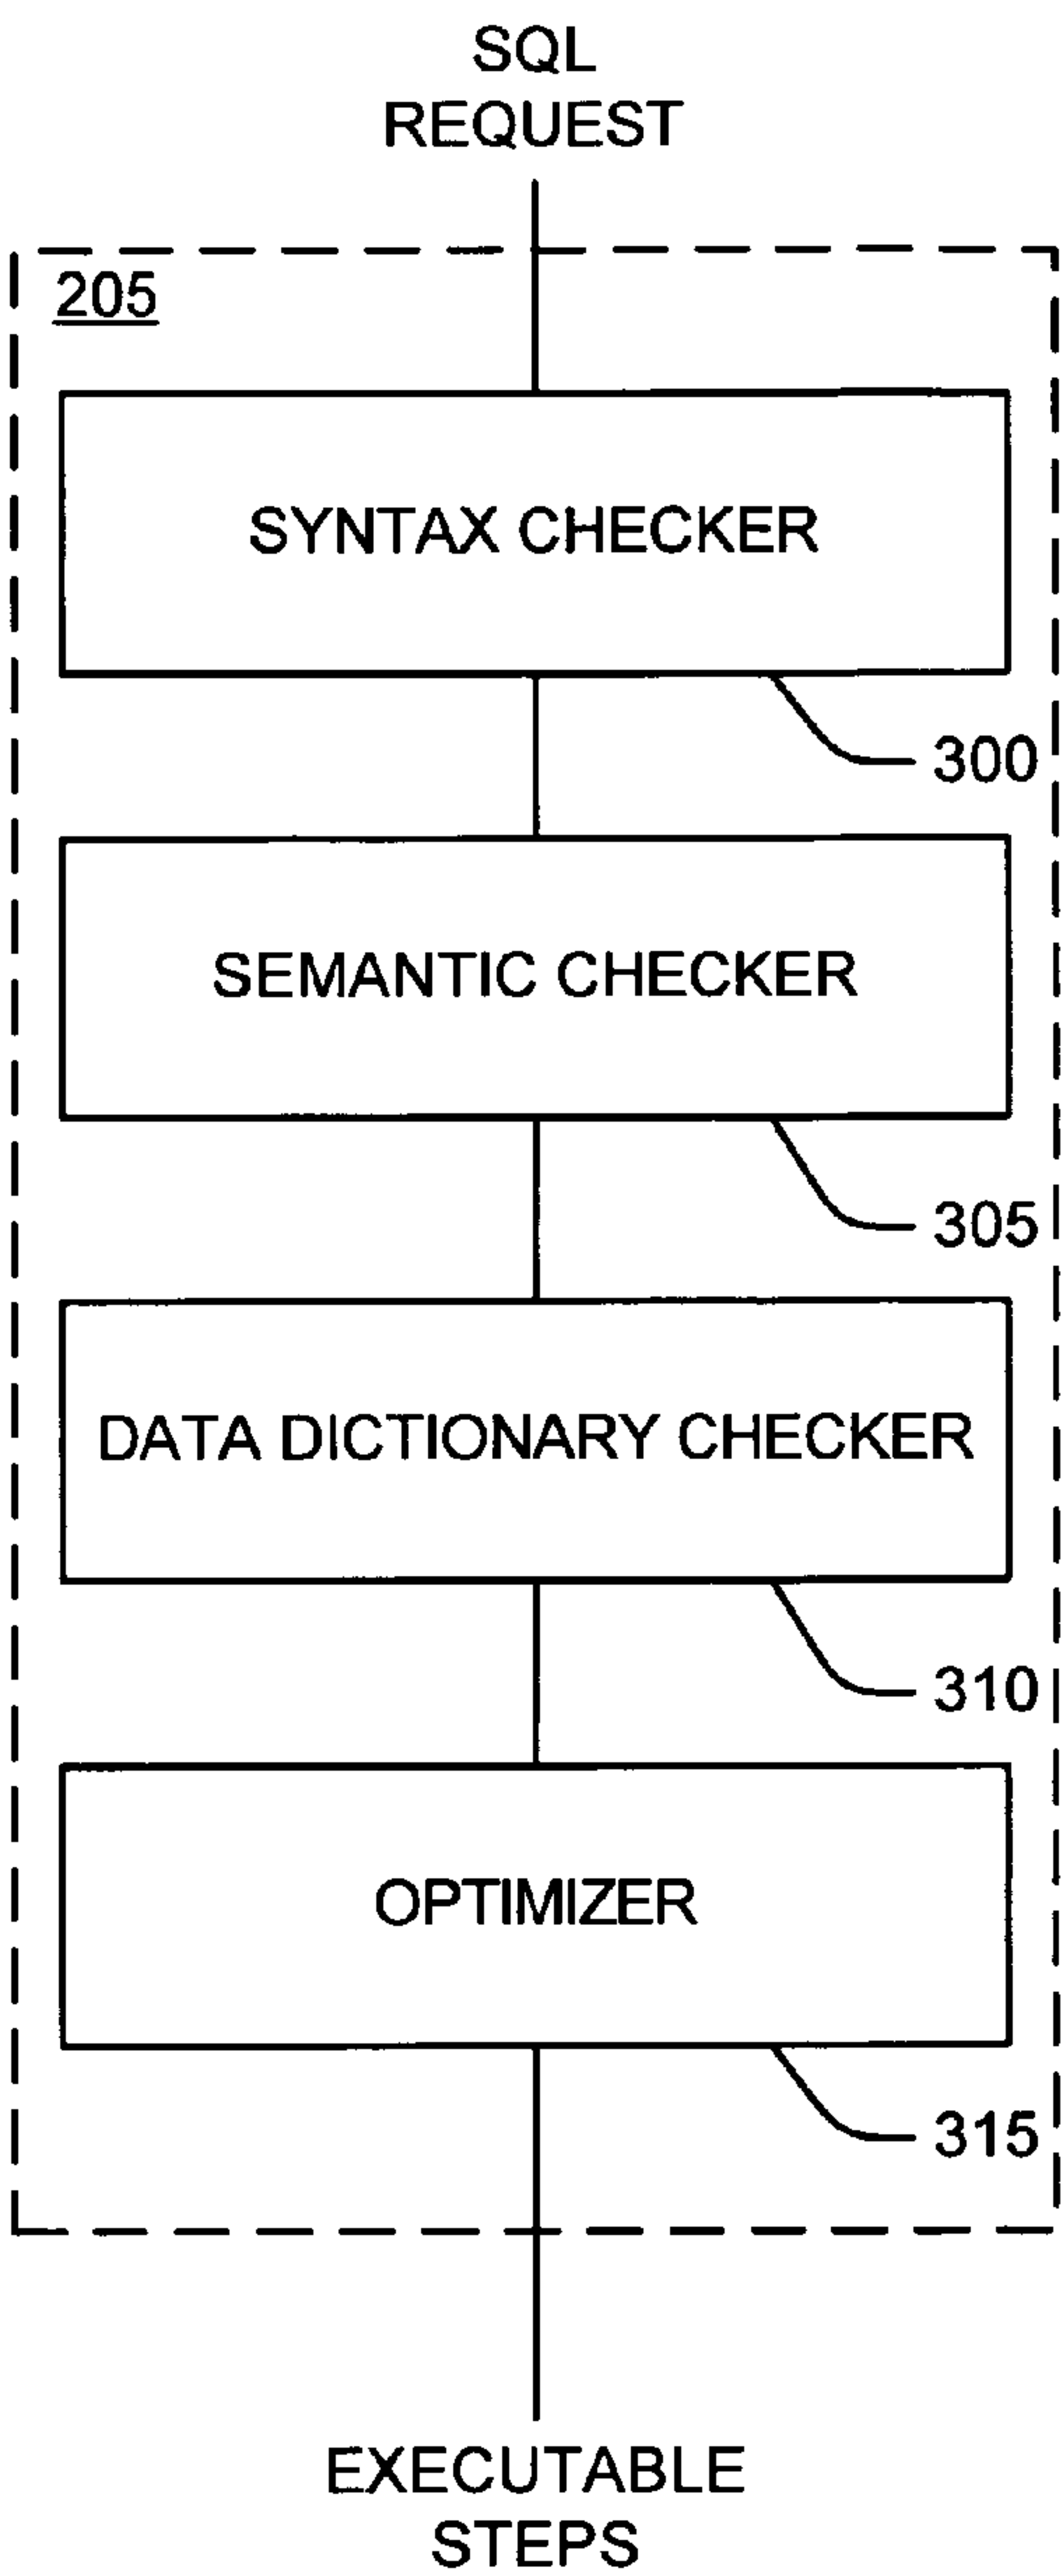 SQL
REQUEST
205
SYNTAX CHECKER
300
SEMANTIC CHECKER
305
DATA DICTIONARY CHECKER
310
OPTIMIZER
315
EXECUTABLE
STEPS